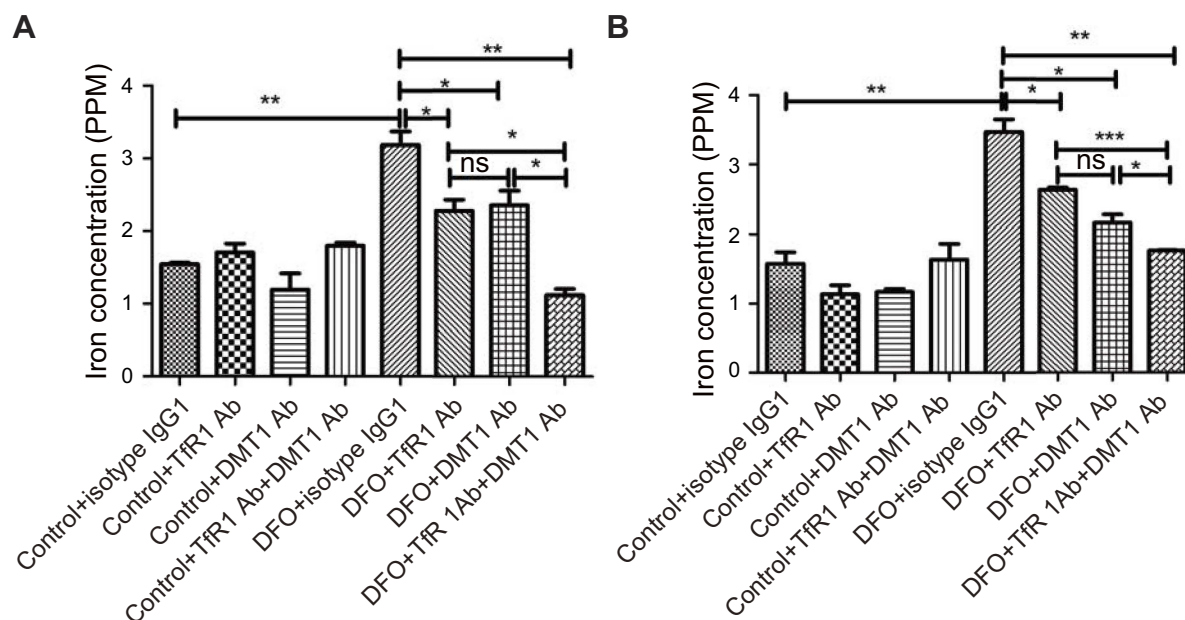 A
Iron concentration (PPM)
4
3
2
1
0
**
**
*
*
*
ns
*
Control+isotype IgG1
Control+TfR1 Ab
Control+DMT1 Ab
Control+TfR1 Ab+DMT1 Ab
DFO+isotype IgG1
DFO+TfR1 Ab
DFO+DMT1 Ab
DFO+TfR 1Ab+DMT1 Ab
B
Iron concentration (PPM)
4
3
2
1
0
**
**
*
*
***
ns
*
Control+isotype IgG1
Control+TfR1 Ab
Control+DMT1 Ab
Control+TfR1 Ab+DMT1 Ab
DFO+isotype IgG1
DFO+TfR1 Ab
DFO+DMT1 Ab
DFO+TfR 1Ab+DMT1 Ab